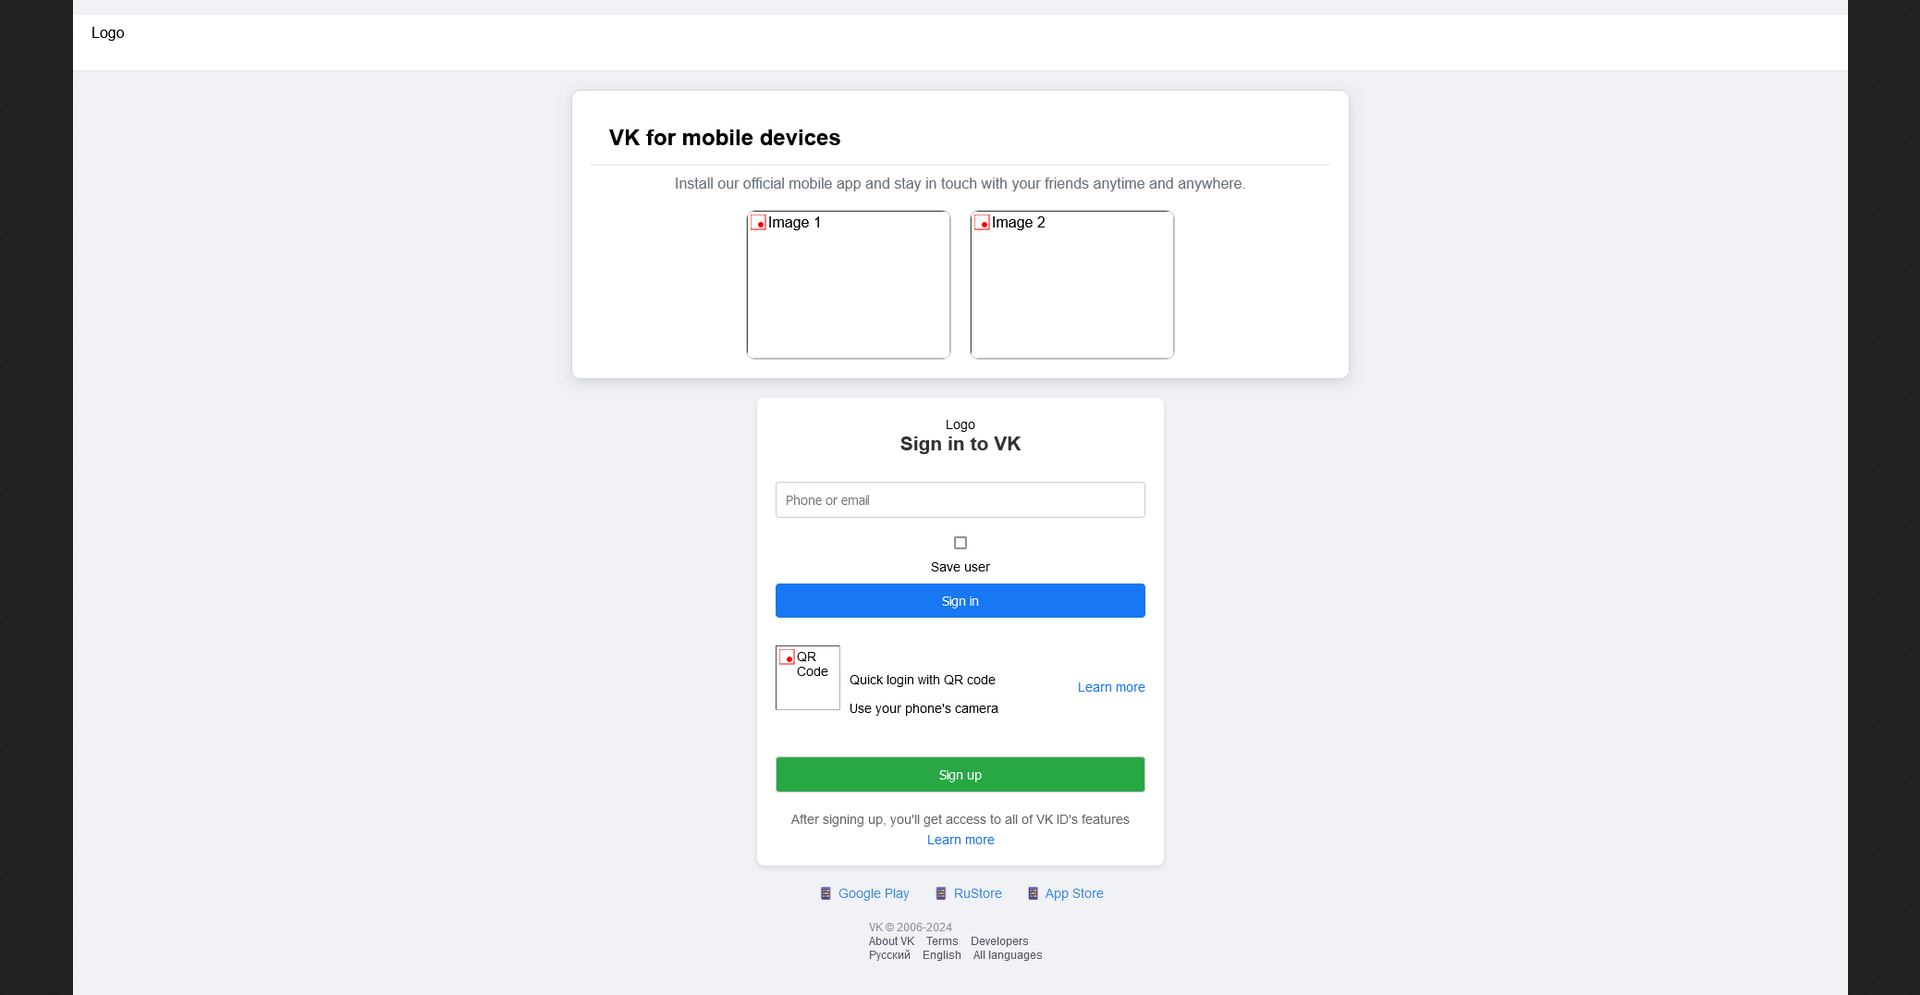 Logo
VK for mobile devices
Install our official mobile app and stay in touch with your friends anytime and anywhere.
Image 1
Image 2
Logo
Sign in to VK
Phone or email
Save user
Sign in
QR
Code
Quick login with QR code
Use your phone's camera
Learn more
Sign up
After signing up, you'll get access to all of VK ID's features
Learn more
Google Play RuStore App Store
VK © 2006-2024
About VK Terms Developers
Русский English All languages